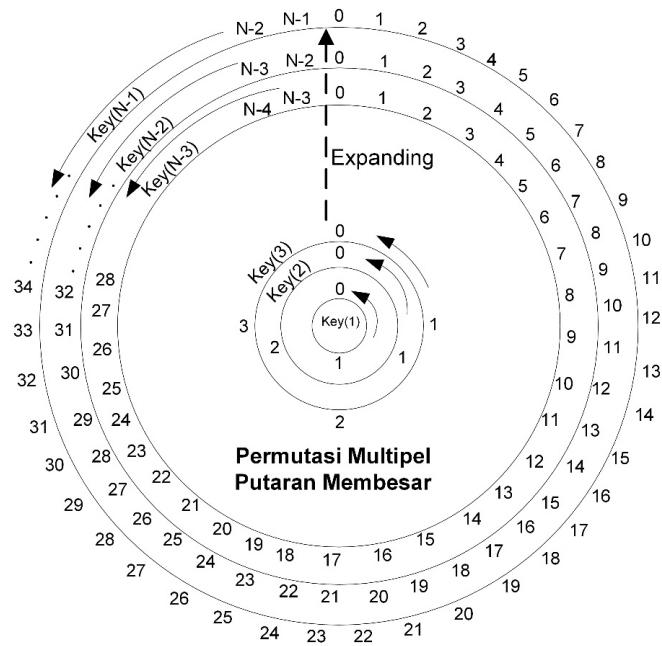 N-2 N-1 0 1 2 3 4 5 6 7 8 9 10 11 12 13 14 15 16 17 18 19 20 21 22 23 24 25 26 27 28 29 30 31 32 33 34
Key(N-1)
N-3 N-2 0 1 2 3 4 5 6 7 8 9 10 11 12 13 14 15 16 17 18 19 20 21 22 23 24 25 26 27 28 29 30 31 32
Key(N-2)
N-4 N-3 0 1 2 3 4 5 6 7 8 9 10 11 12 13 14 15 16 17 18 19 20 21 22 23 24 25 26 27 28
Key(N-3)
Expanding
0 1 2 3
Key(3)
0 1 2
Key(2)
0 1
Key(1)
Permutasi Multipel
Putaran Membesar